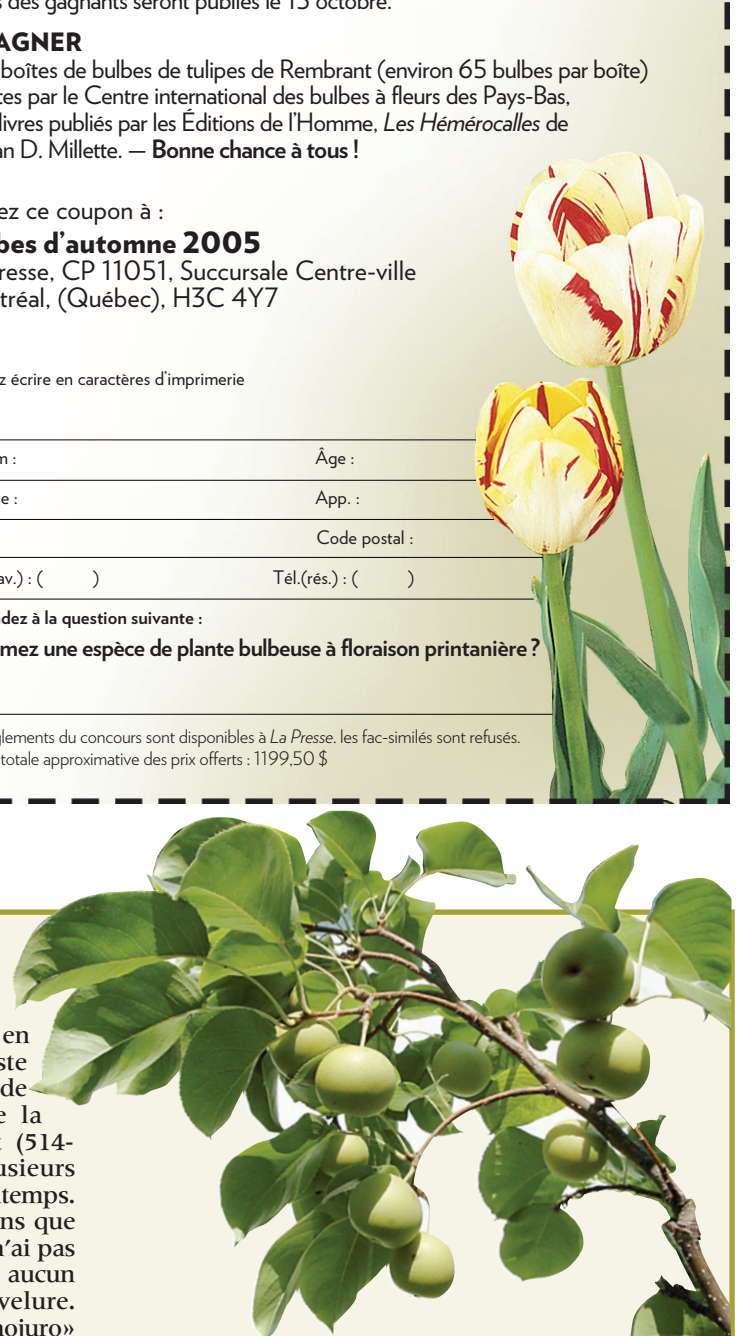 des gagnants seront publiés le 15 octobre.
AGNER
boîtes de bulbes de tulipes de Rembrant (environ 65 bulbes par boîte)
tes par le Centre international des bulbes à fleurs des Pays-Bas,
livres publiés par les Éditions de l'Homme, Les Hémérocalles de
an D. Millette. — Bonne chance à tous !
ez ce coupon à :
bes d'automne 2005
resse, CP 11051, Succursale Centre-ville
tréal, (Québec), H3C 4Y7
z écrire en caractères d'imprimerie
m : Âge :
e : App. :
Code postal :
av.) : ( ) Tél.(rés.) : ( )
dez à la question suivante :
mez une espèce de plante bulbeuse à floraison printanière ?
glements du concours sont disponibles à La Presse. les fac-similés sont refusés.
totale approximative des prix offerts : 1199,50 $
en
ste
de
e la
(514-
usieurs
temps.
ns que
n'ai pas
aucun
velure.
nojuro»